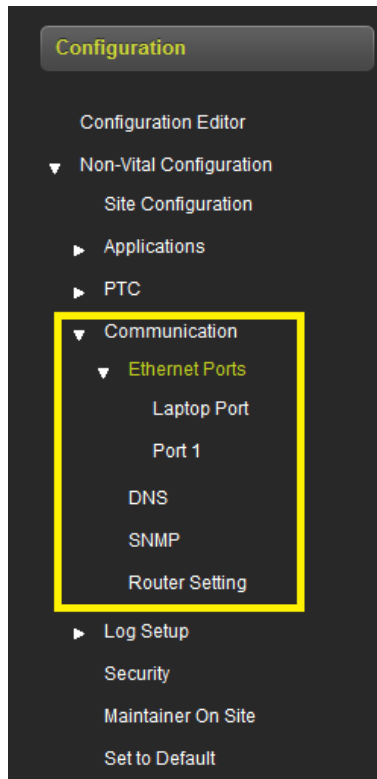 Configuration
Configuration Editor
Non-Vital Configuration
Site Configuration
Applications
PTC
Communication
Ethernet Ports
Laptop Port
Port 1
DNS
SNMP
Router Setting
Log Setup
Security
Maintainer On Site
Set to Default